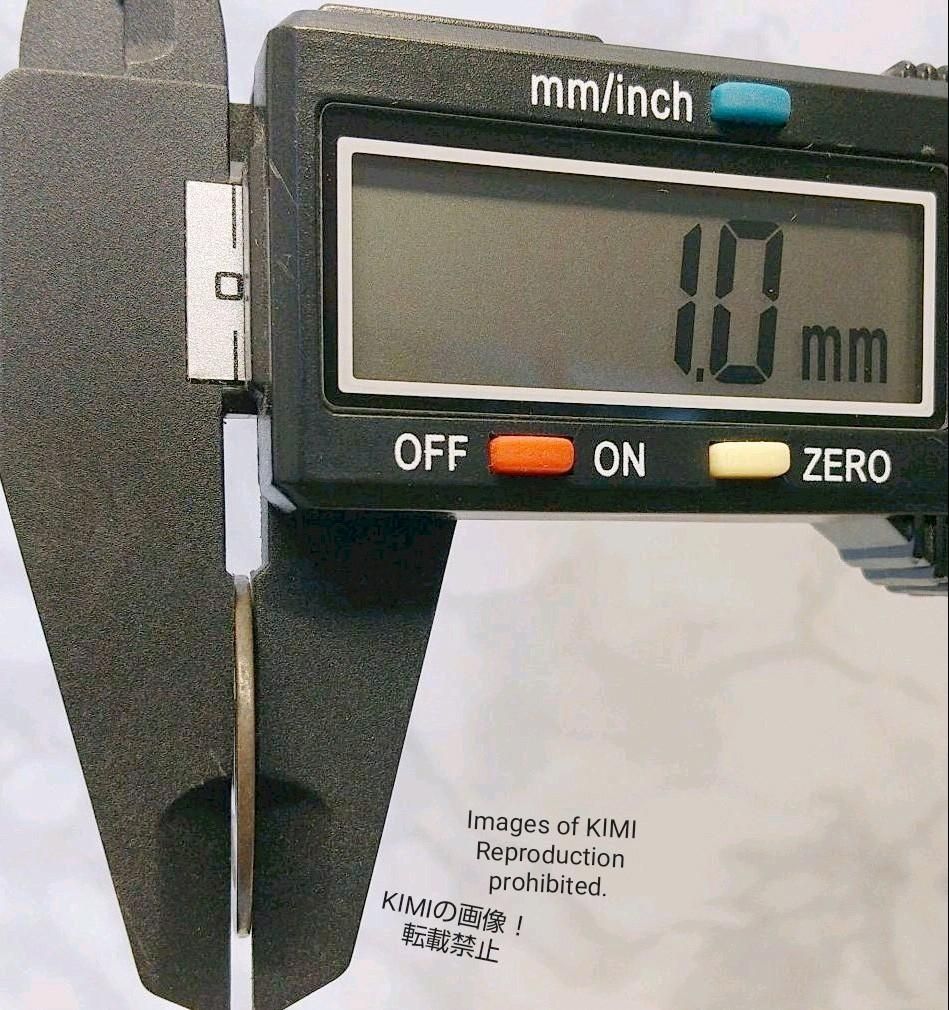 mm/inch
1.0 mm
0
OFF ON ZERO
Images of KIMI
Reproduction
prohibited.
KIMIの画像！
転載禁止